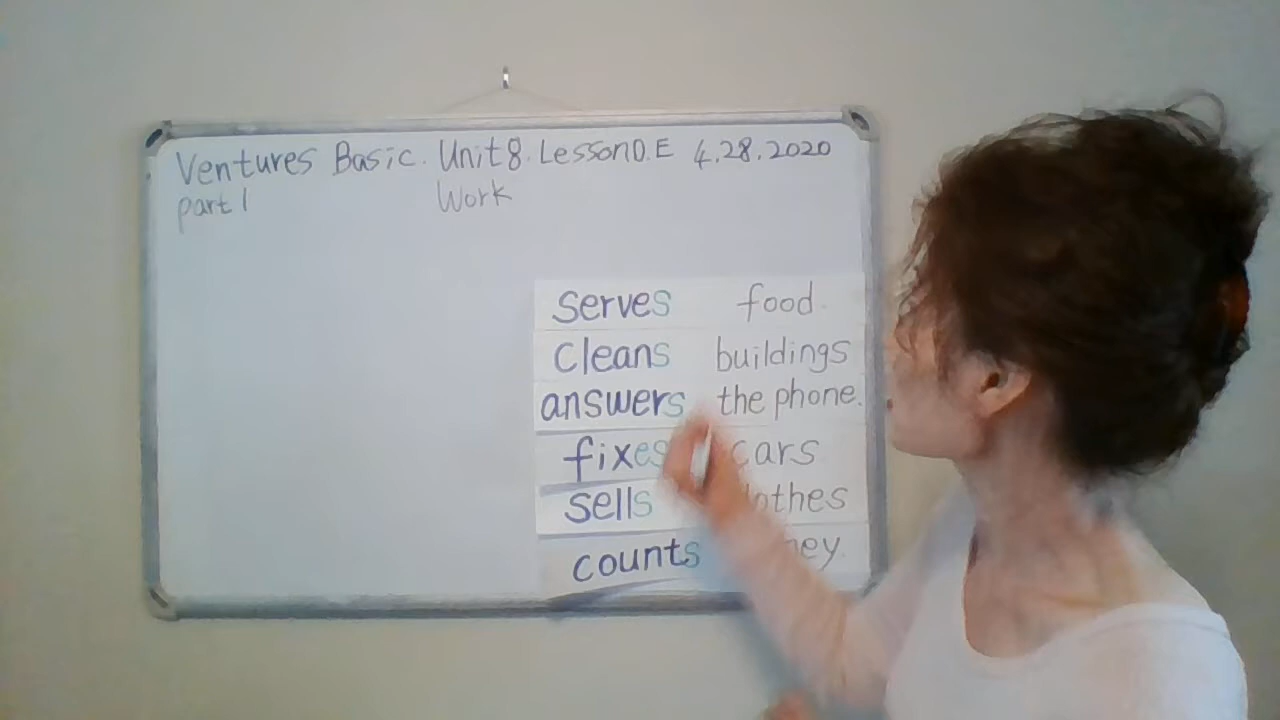 Ventures Basic. Unit 8. Lesson D.E 4.28.2020
part 1 Work
serves food.
cleans buildings
answers the phone.
fixes cars
sells
counts